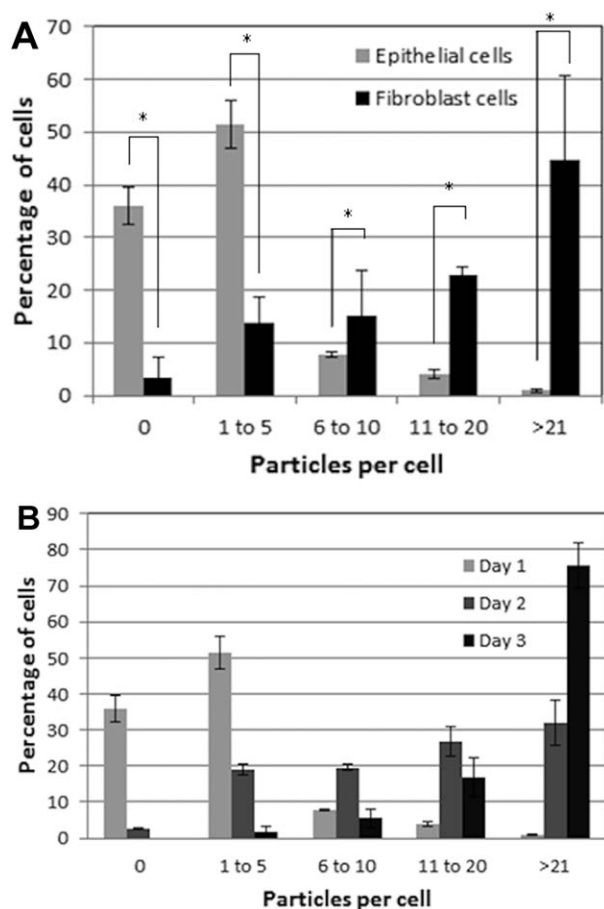 A
70
60
50
40
30
20
10
0
Percentage of cells
Epithelial cells
Fibroblast cells
*
*
*
*
*
0 1 to 5 6 to 10 11 to 20 >21
Particles per cell
B
90
80
70
60
50
40
30
20
10
0
Percentage of cells
Day 1
Day 2
Day 3
0 1 to 5 6 to 10 11 to 20 >21
Particles per cell